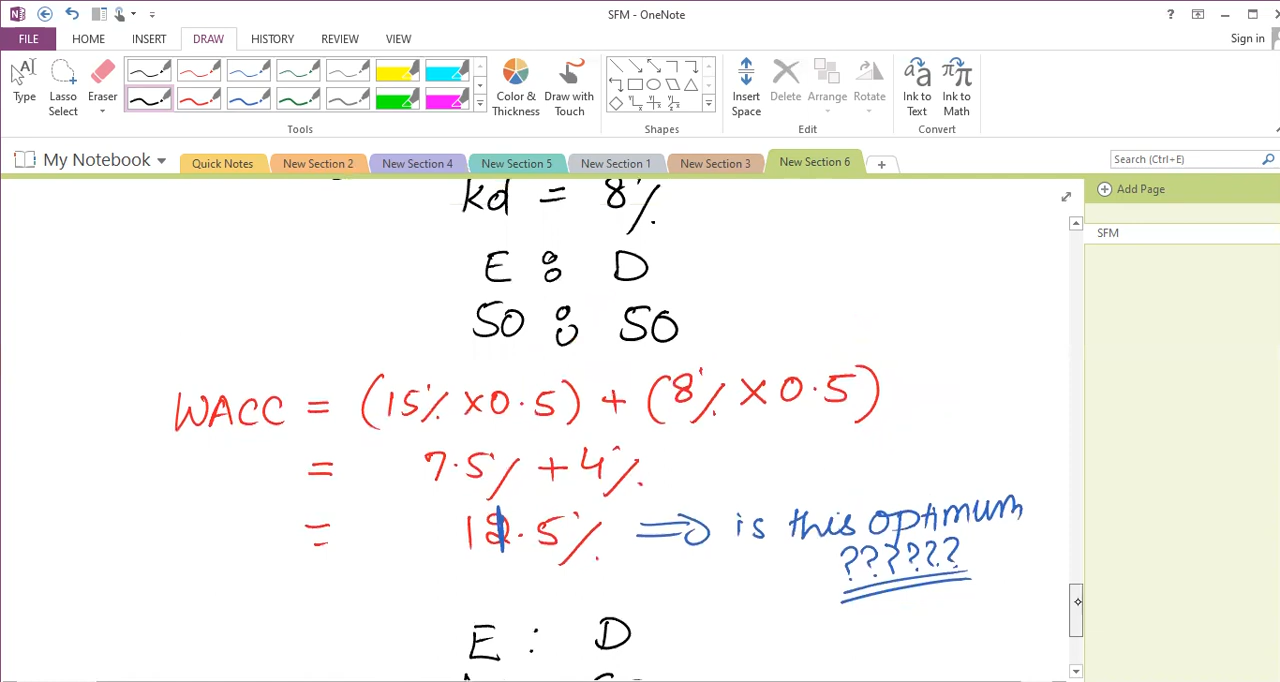 SFM - OneNote
FILE HOME INSERT DRAW HISTORY REVIEW VIEW Sign in
Type Lasso Select Eraser Color & Thickness Draw with Touch Insert Space Delete Arrange Rotate Ink to Text Ink to Math
Tools Shapes Edit Convert
My Notebook Quick Notes New Section 2 New Section 4 New Section 5 New Section 1 New Section 3 New Section 6 Search (Ctrl+E)
Add Page
SFM
kd = 8%
E : D
50 : 50
WACC = (15% × 0.5) + (8% × 0.5)
= 7.5% + 4%
= 11.5% ⇒ is this optimum
??????
E : D